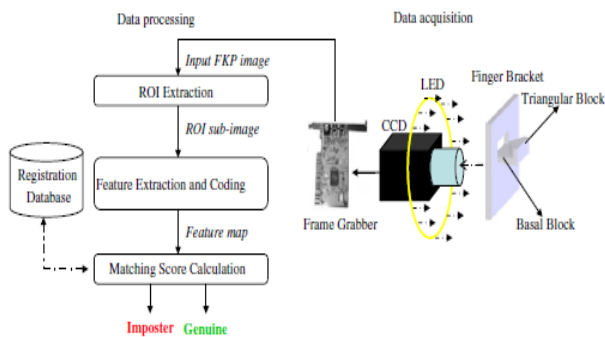 Data processing
Data acquisition
Input FKP image
ROI Extraction
ROI sub-image
Feature Extraction and Coding
Registration
Database
Feature map
Matching Score Calculation
Imposter
Genuine
LED
CCD
Frame Grabber
Finger Bracket
Triangular Block
Basal Block